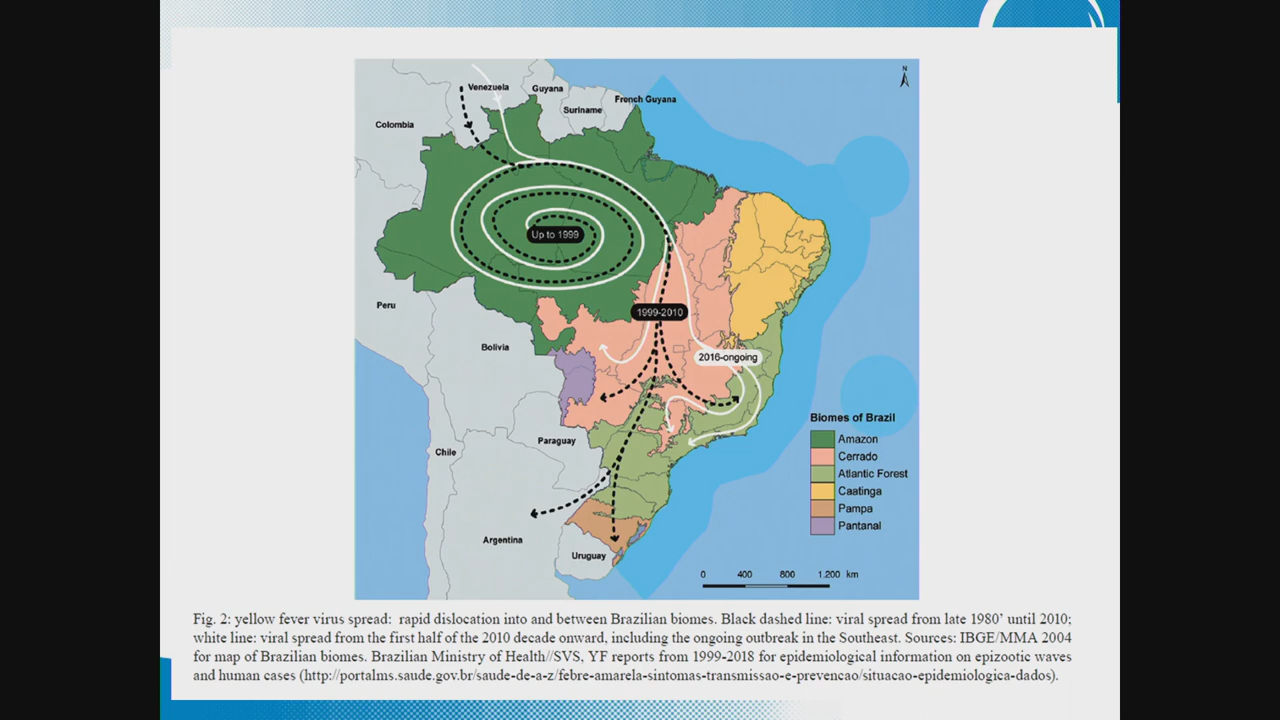 N
Venezuela
Guyana
Suriname
French Guyana
Colombia
Up to 1999
Peru
1999-2010
Bolivia
2016-ongoing
Paraguay
Chile
Argentina
Uruguay
Biomes of Brazil
Amazon
Cerrado
Atlantic Forest
Caatinga
Pampa
Pantanal
0 400 800 1,200 km
Fig. 2: yellow fever virus spread: rapid dislocation into and between Brazilian biomes. Black dashed line: viral spread from late 1980’ until 2010;
white line: viral spread from the first half of the 2010 decade onward, including the ongoing outbreak in the Southeast. Sources: IBGE/MMA 2004
for map of Brazilian biomes. Brazilian Ministry of Health//SVS, YF reports from 1999-2018 for epidemiological information on epizootic waves
and human cases (http://portalms.saude.gov.br/saude-de-a-z/febre-amarela-sintomas-transmissao-e-prevencao/situacao-epidemiologica-dados).